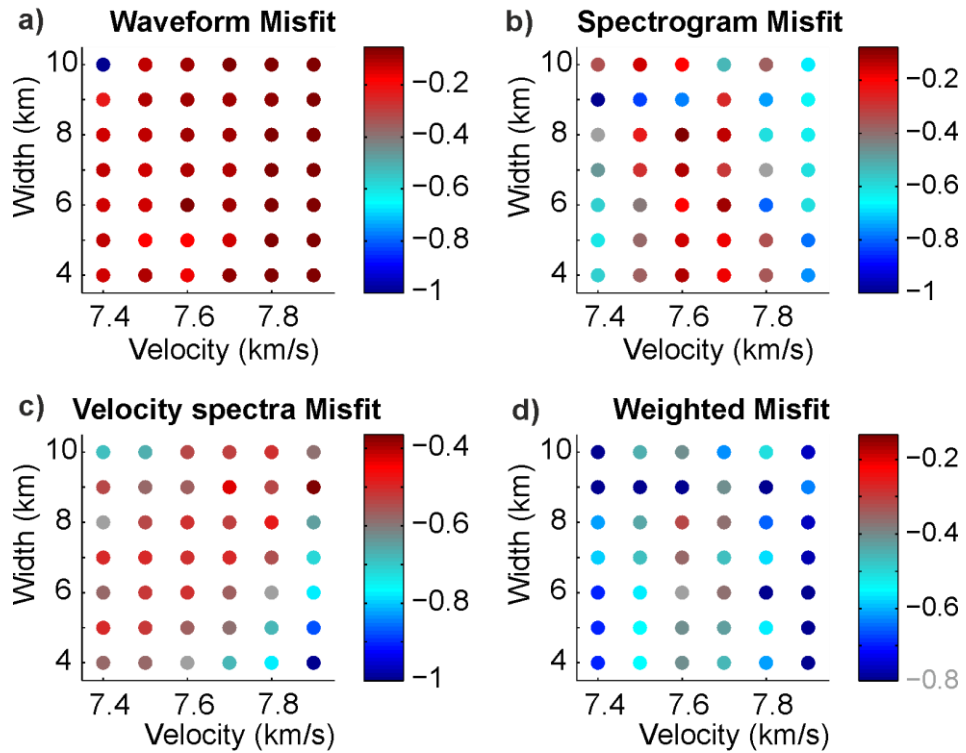 a) Waveform Misfit
10
8
6
4
Width (km)
7.4 7.6 7.8
Velocity (km/s)
−0.2
−0.4
−0.6
−0.8
−1
b) Spectrogram Misfit
10
8
6
4
Width (km)
7.4 7.6 7.8
Velocity (km/s)
−0.2
−0.4
−0.6
−0.8
−1
c) Velocity spectra Misfit
10
8
6
4
Width (km)
7.4 7.6 7.8
Velocity (km/s)
−0.4
−0.6
−0.8
−1
d) Weighted Misfit
10
8
6
4
Width (km)
7.4 7.6 7.8
Velocity (km/s)
−0.2
−0.4
−0.6
−0.8